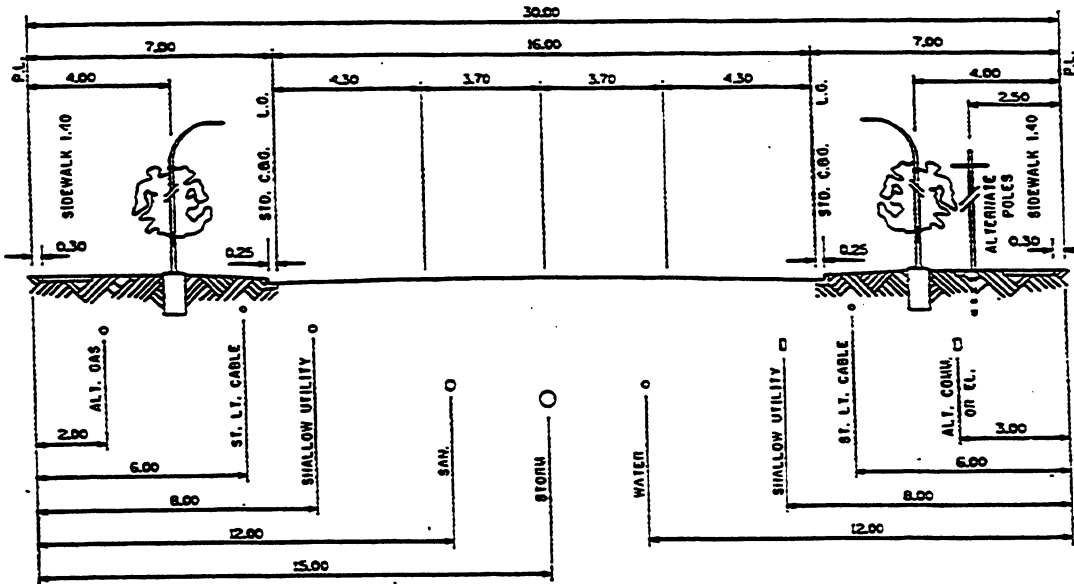 30.00
7.00 16.00 7.00
P.L. 4.00 4.30 3.70 3.70 4.30 4.00 P.L.
2.50
SIDEWALK 1.40
STD. C.&G. L.G.
STD. C.&G. L.G.
ALTERNATE POLES
SIDEWALK 1.40
0.30 0.25 0.25 0.30
ALT. GAS
ST. LT. CABLE
SHALLOW UTILITY
SAN.
STORM
WATER
SHALLOW UTILITY
ST. LT. CABLE
ALT. COMM.
OR EL.
2.00 3.00
6.00 6.00
8.00 8.00
12.00 12.00
15.00